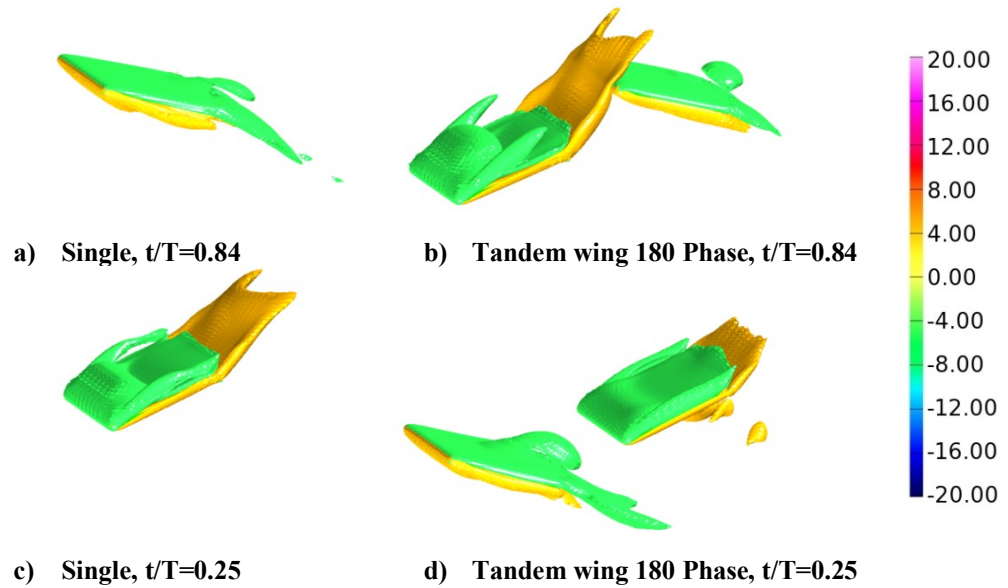 a) Single, t/T=0.84
b) Tandem wing 180 Phase, t/T=0.84
c) Single, t/T=0.25
d) Tandem wing 180 Phase, t/T=0.25
20.00
16.00
12.00
8.00
4.00
0.00
-4.00
-8.00
-12.00
-16.00
-20.00